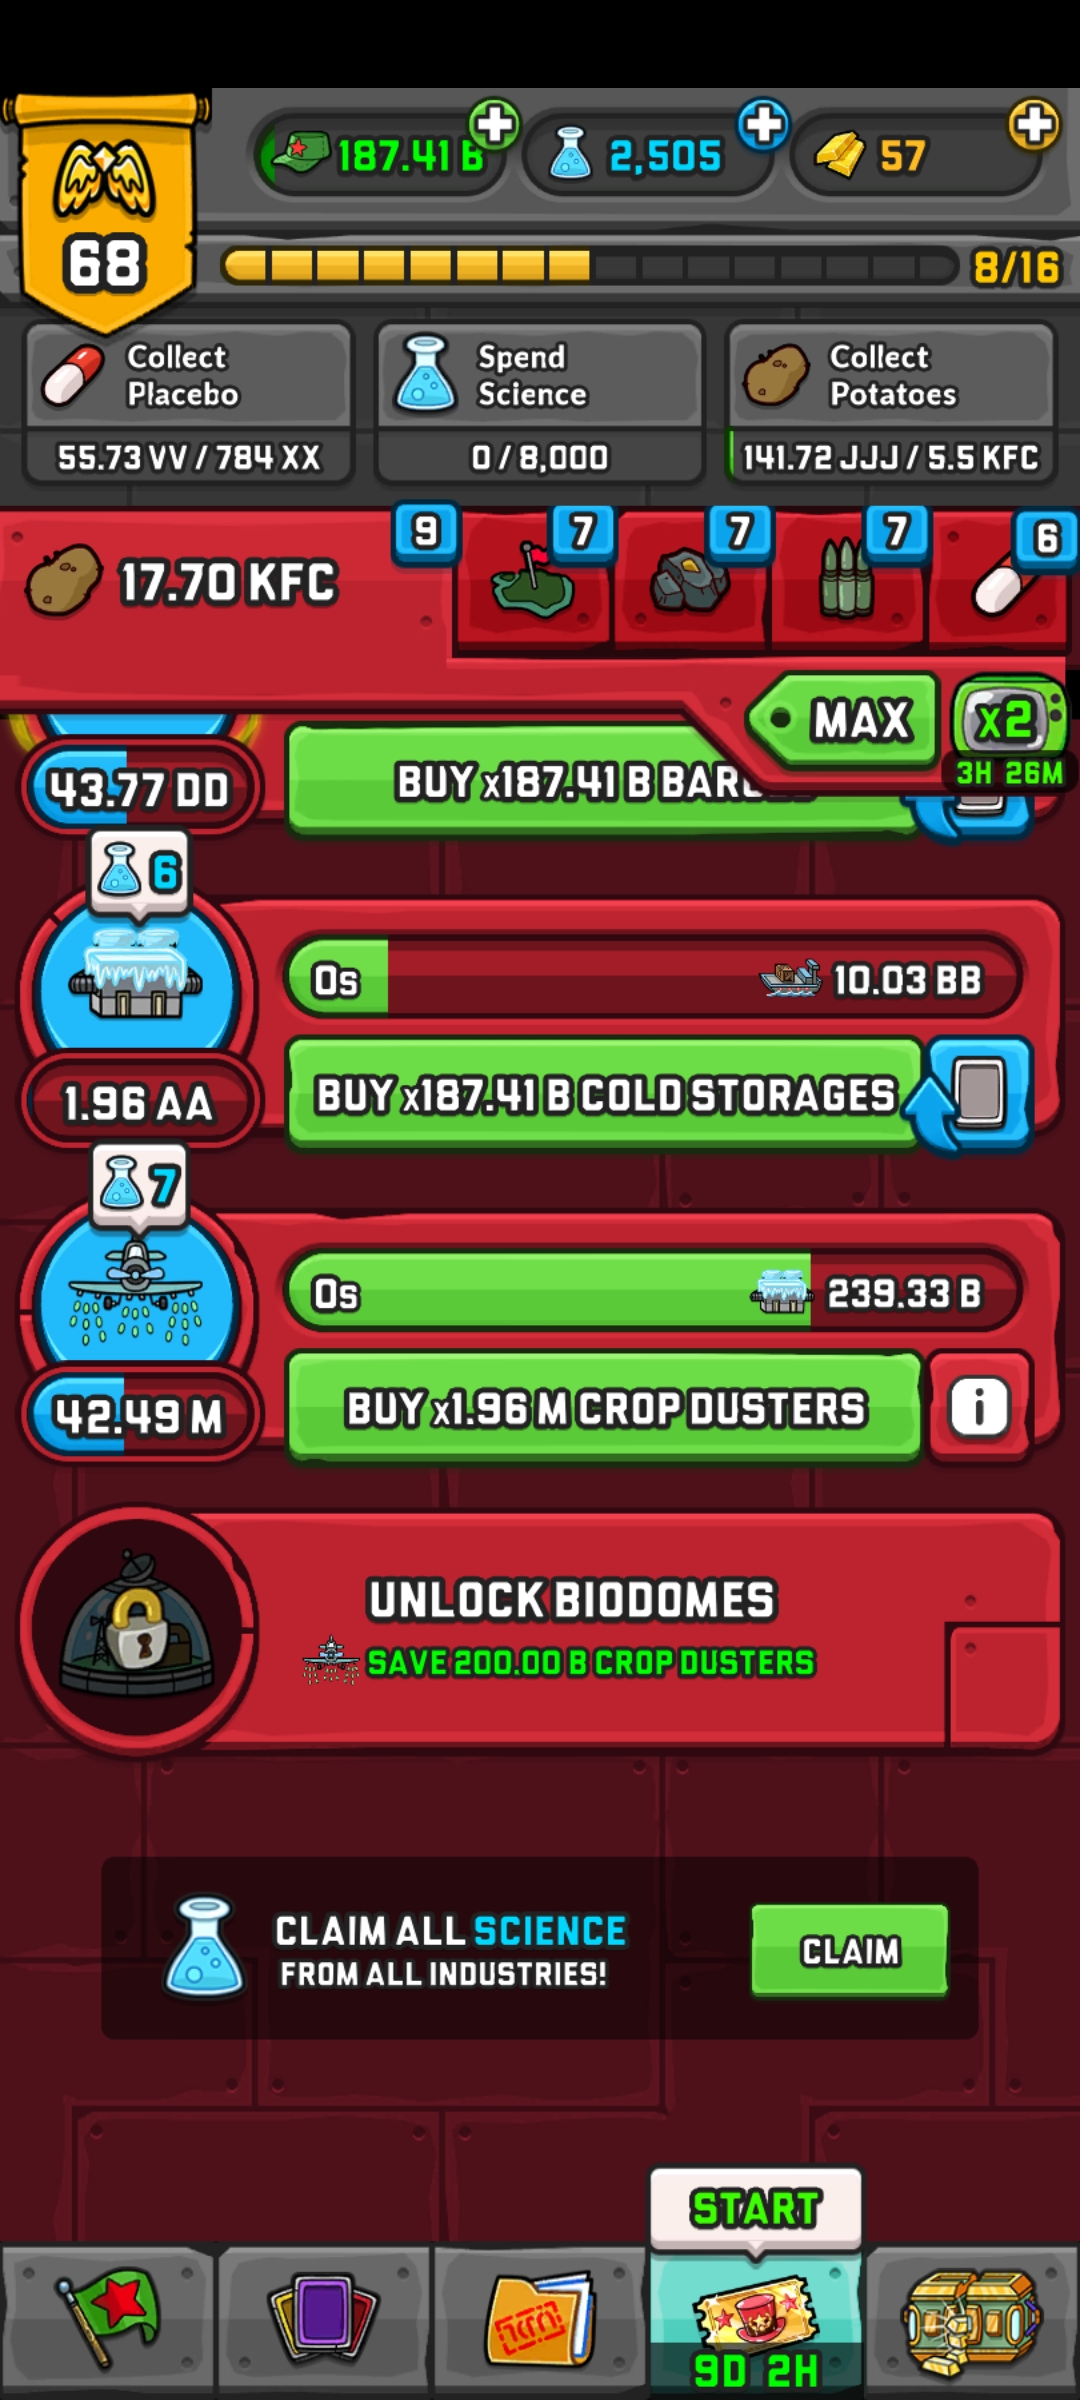 187.41 B
2,505
57
68
8/16
Collect
Placebo
55.73 VV / 784 XX
Spend
Science
0 / 8,000
Collect
Potatoes
141.72 JJJ / 5.5 KFC
17.70 KFC
9
7
7
7
6
MAX
x2
3H 26M
43.77 DD
BUY x187.41 B
6
0s
10.03 BB
1.96 AA
BUY x187.41 B COLD STORAGES
7
0s
239.33 B
42.49 M
BUY x1.96 M CROP DUSTERS
i
UNLOCK BIODOMES
SAVE 200.00 B CROP DUSTERS
CLAIM ALL SCIENCE
FROM ALL INDUSTRIES!
CLAIM
START
9D 2H